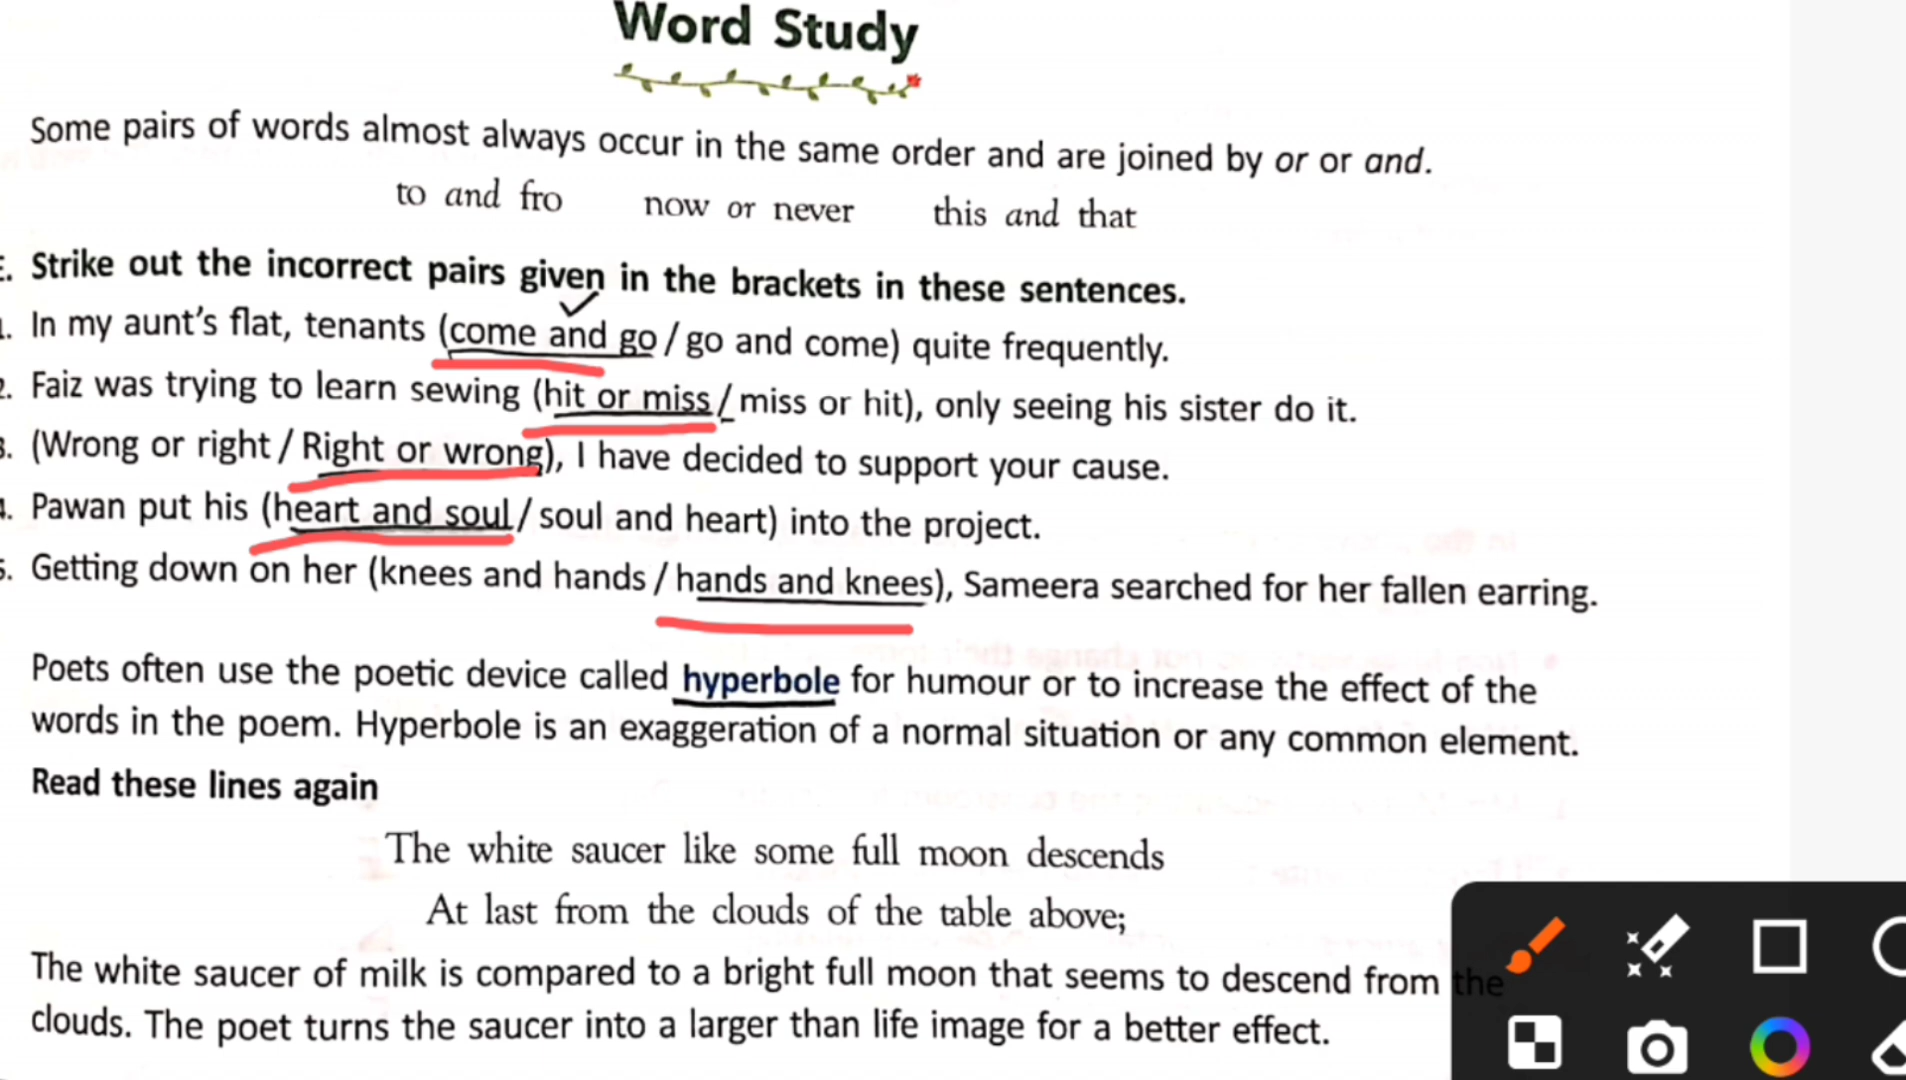 Word Study
Some pairs of words almost always occur in the same order and are joined by or or and.
to and fro now or never this and that
E. Strike out the incorrect pairs given in the brackets in these sentences.
1. In my aunt's flat, tenants (come and go / go and come) quite frequently.
2. Faiz was trying to learn sewing (hit or miss / miss or hit), only seeing his sister do it.
3. (Wrong or right / Right or wrong), I have decided to support your cause.
4. Pawan put his (heart and soul / soul and heart) into the project.
5. Getting down on her (knees and hands / hands and knees), Sameera searched for her fallen earring.
Poets often use the poetic device called hyperbole for humour or to increase the effect of the
words in the poem. Hyperbole is an exaggeration of a normal situation or any common element.
Read these lines again
The white saucer like some full moon descends
At last from the clouds of the table above;
The white saucer of milk is compared to a bright full moon that seems to descend from the
clouds. The poet turns the saucer into a larger than life image for a better effect.